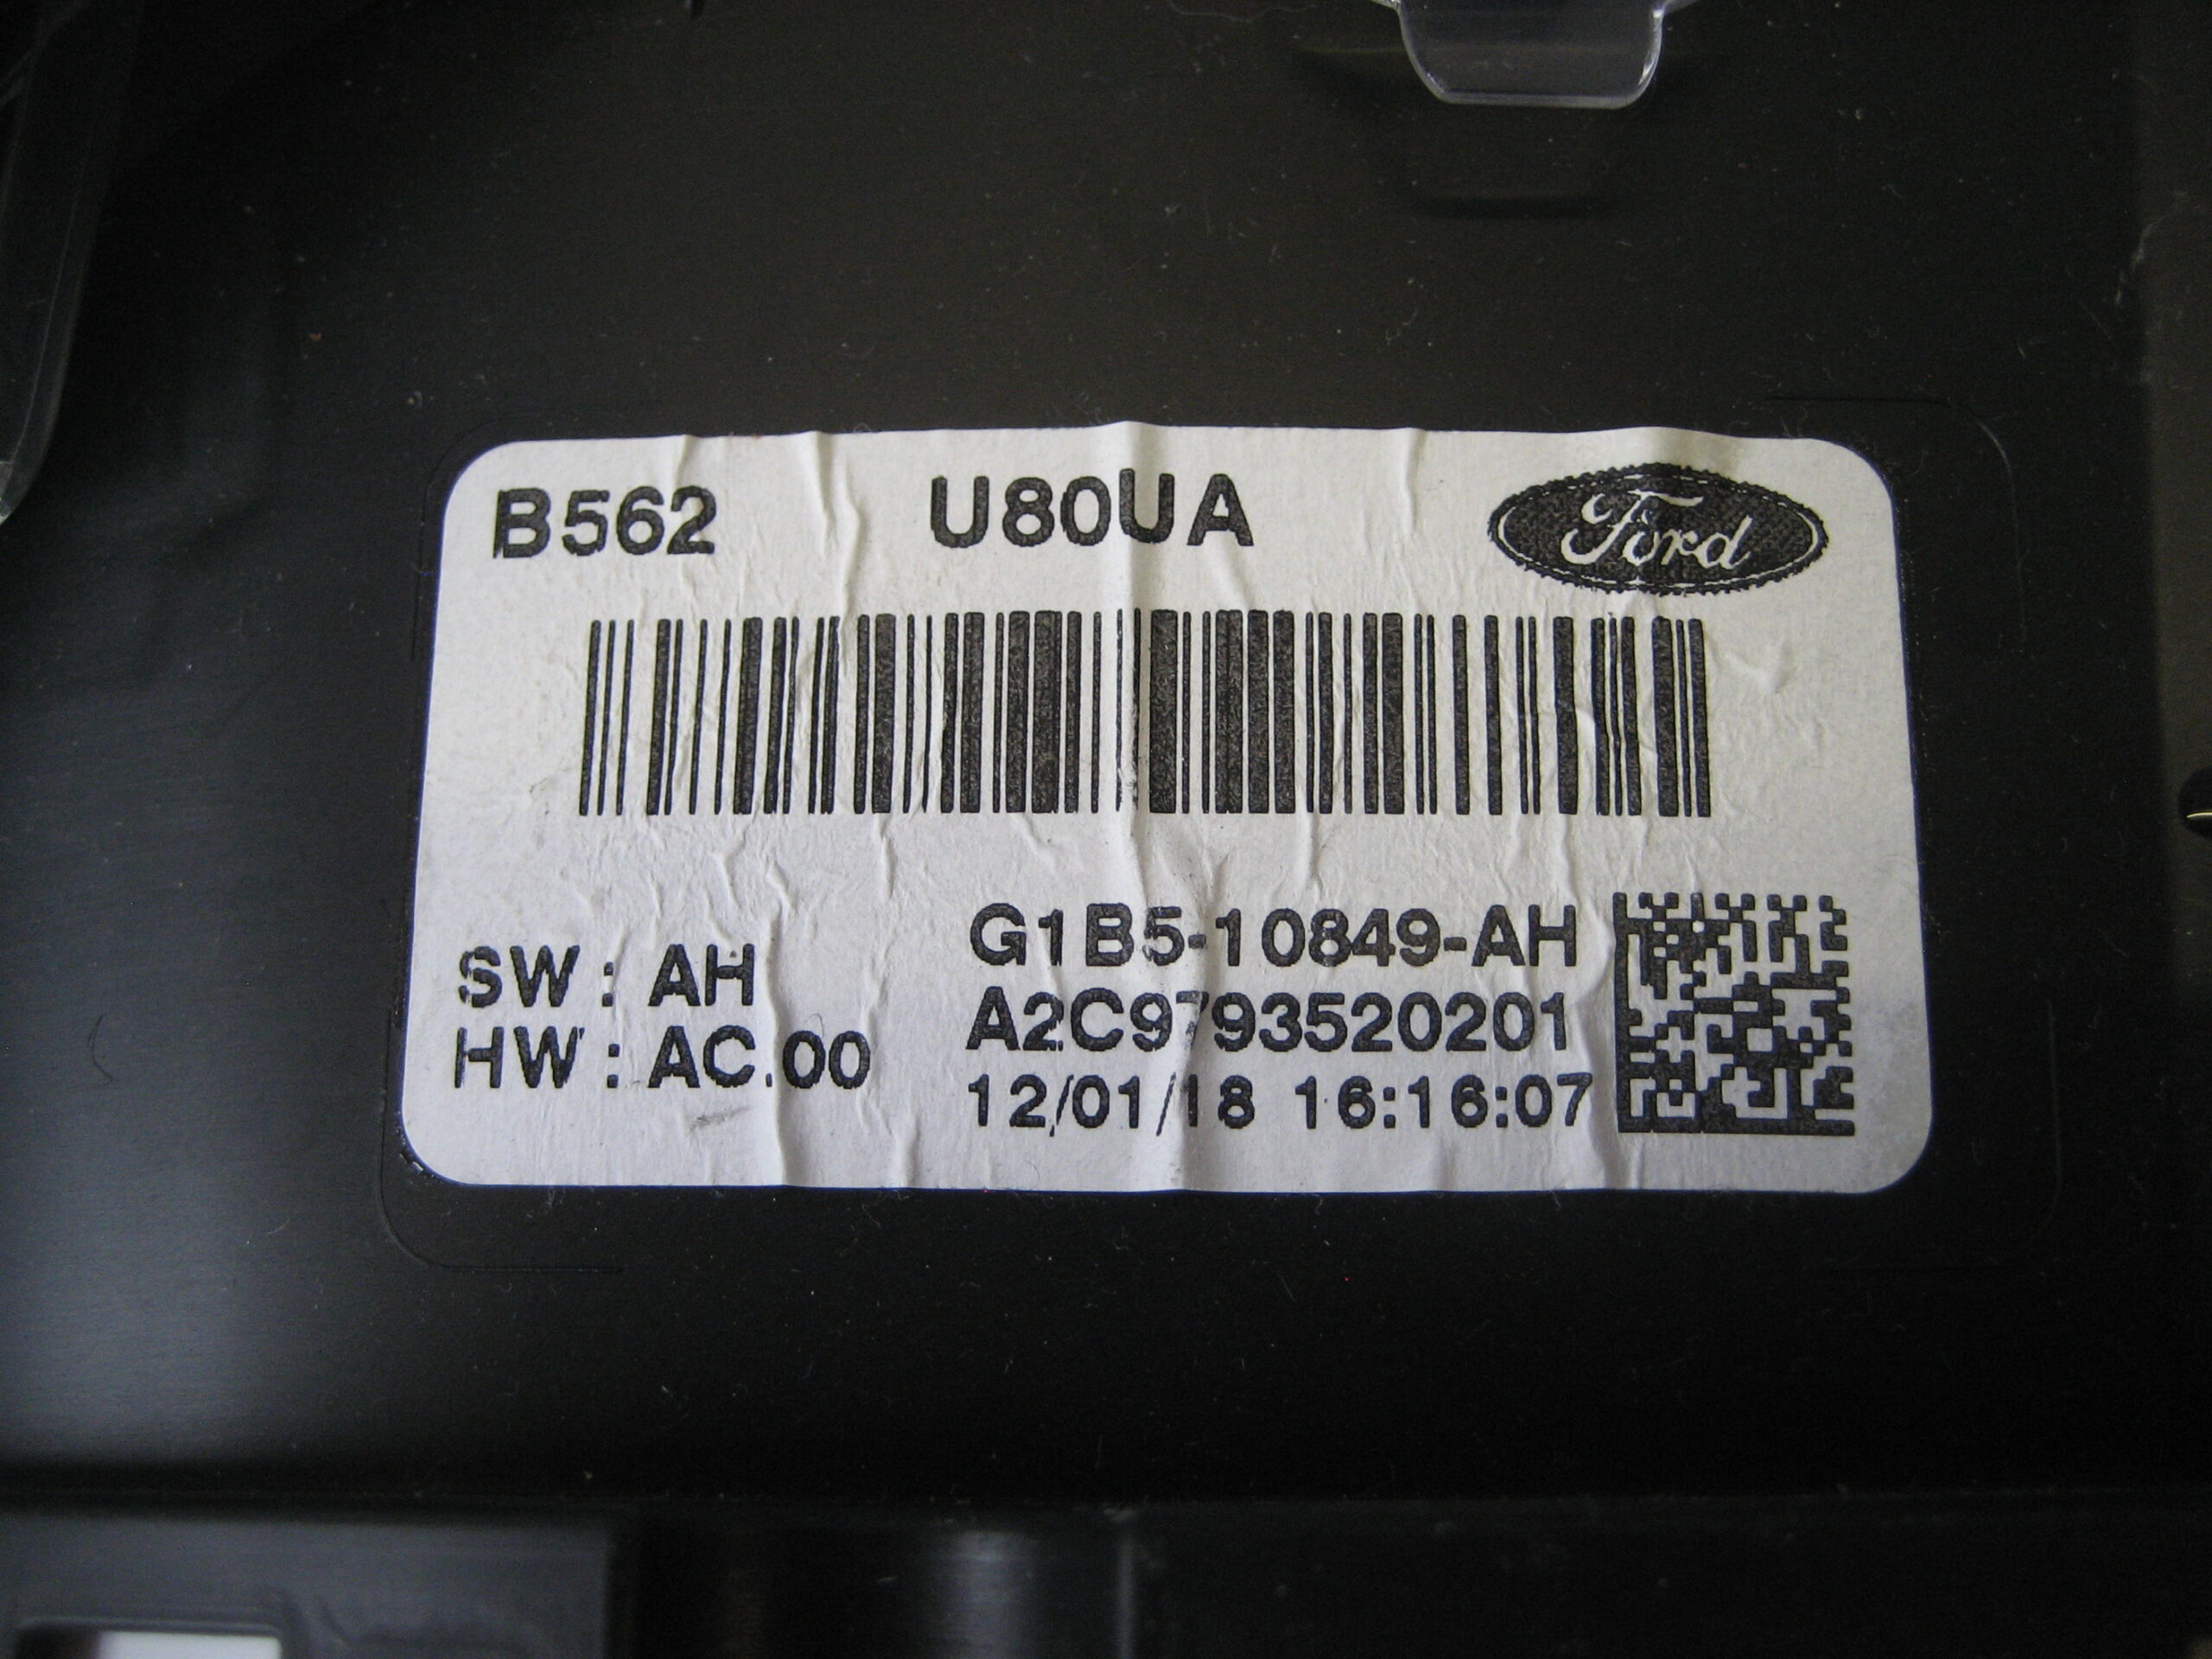 B562 U80UA Ford
SW : AH
HW : AC.00
G1B5-10849-AH
A2C9793520201
12/01/18 16:16:07